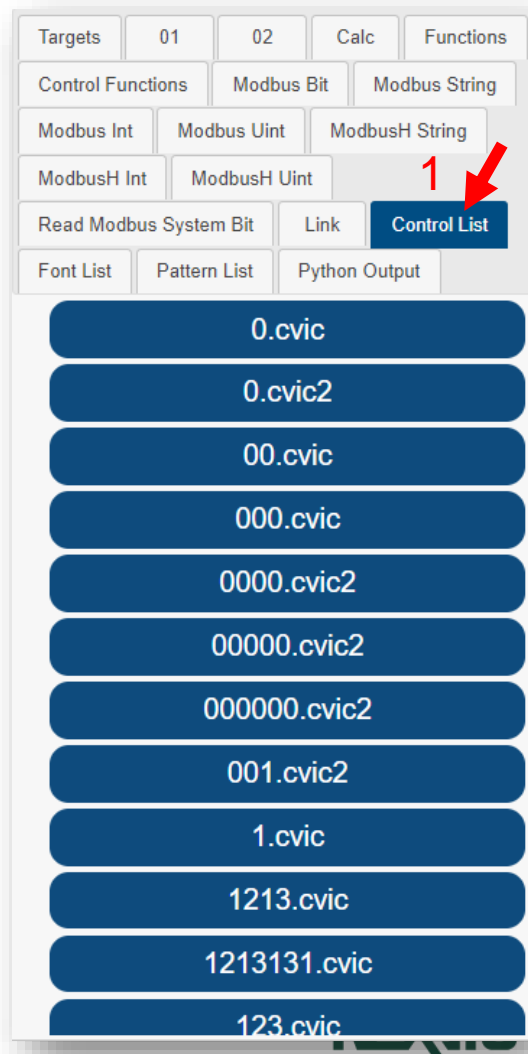 Targets 01 02 Calc Functions
Control Functions Modbus Bit Modbus String
Modbus Int Modbus Uint ModbusH String
ModbusH Int ModbusH Uint 1
Read Modbus System Bit Link Control List
Font List Pattern List Python Output
0.cvic
0.cvic2
00.cvic
000.cvic
0000.cvic2
00000.cvic2
000000.cvic2
001.cvic2
1.cvic
1213.cvic
1213131.cvic
123.cvic